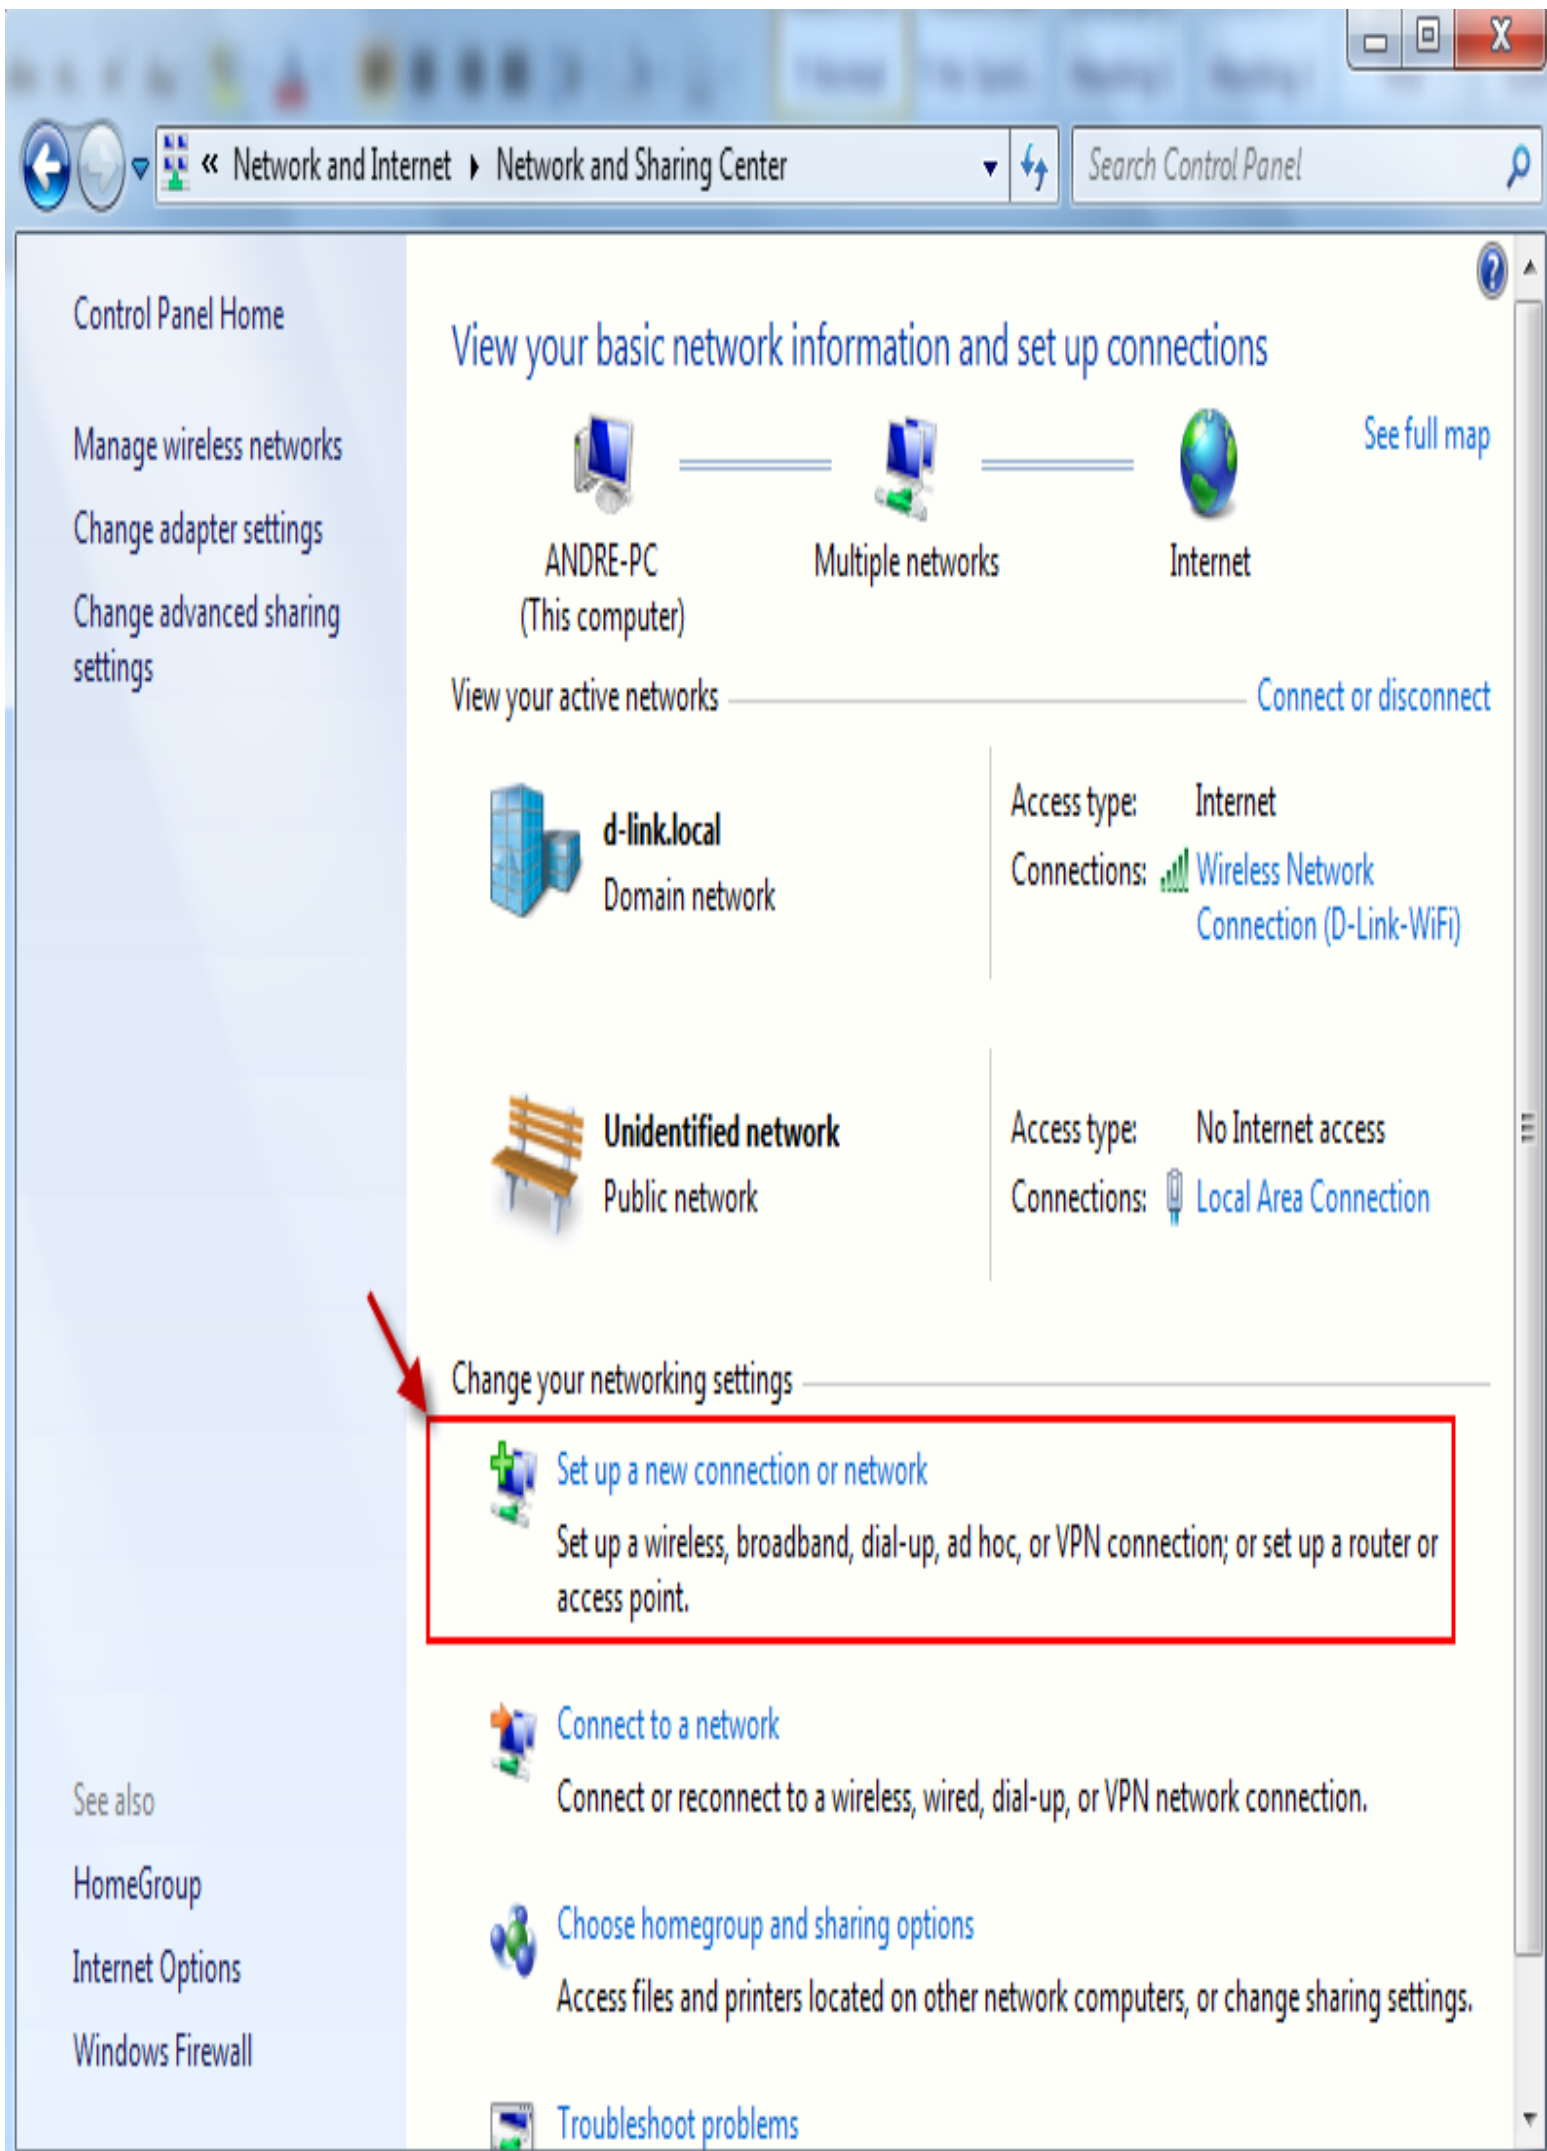 « Network and Internet ▸ Network and Sharing Center
Search Control Panel
Control Panel Home
Manage wireless networks
Change adapter settings
Change advanced sharing
settings
See also
HomeGroup
Internet Options
Windows Firewall
View your basic network information and set up connections
See full map
ANDRE-PC
(This computer)
Multiple networks
Internet
View your active networks
Connect or disconnect
d-link.local
Domain network
Access type: Internet
Connections: Wireless Network
Connection (D-Link-WiFi)
Unidentified network
Public network
Access type: No Internet access
Connections: Local Area Connection
Change your networking settings
Set up a new connection or network
Set up a wireless, broadband, dial-up, ad hoc, or VPN connection; or set up a router or
access point.
Connect to a network
Connect or reconnect to a wireless, wired, dial-up, or VPN network connection.
Choose homegroup and sharing options
Access files and printers located on other network computers, or change sharing settings.
Troubleshoot problems